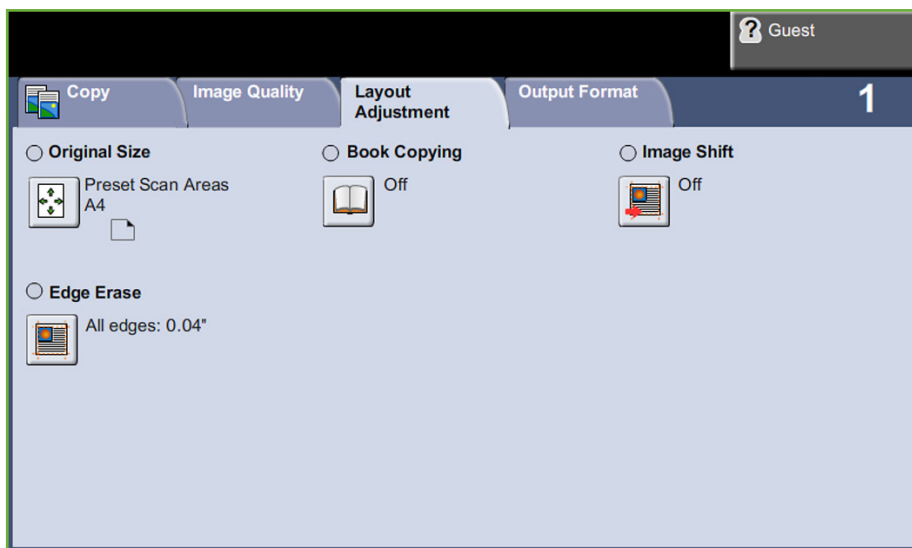 Guest
Copy
Image Quality
Layout
Adjustment
Output Format
1
Original Size
Preset Scan Areas
A4
Book Copying
Off
Image Shift
Off
Edge Erase
All edges: 0.04"